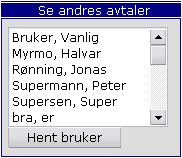 Se andres avtaler
Bruker, Vanlig
Myrmo, Halvar
Rønning, Jonas
Supermann, Peter
Supersen, Super
bra, er
Hent bruker